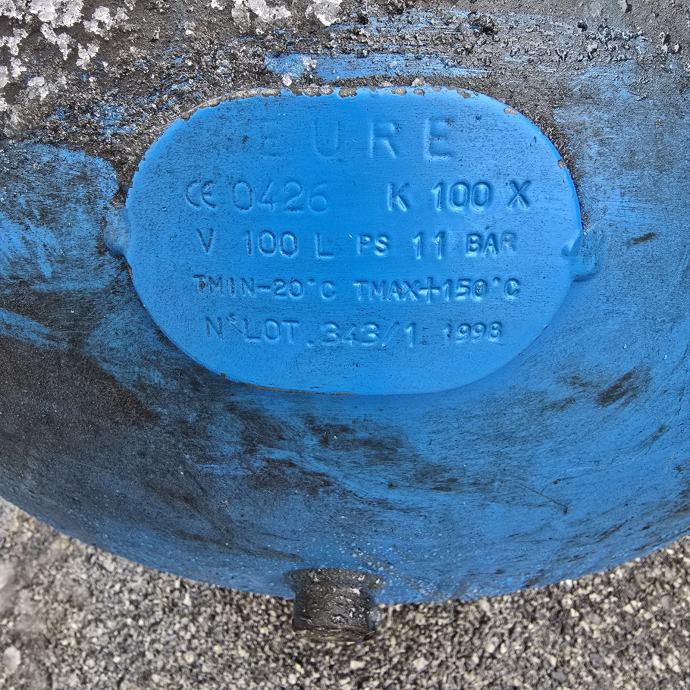 EURE
CE 0426 K 100 X
V 100 L PS 11 BAR
TMIN-20°C TMAX+150°C
N° LOT. 343/1 1998